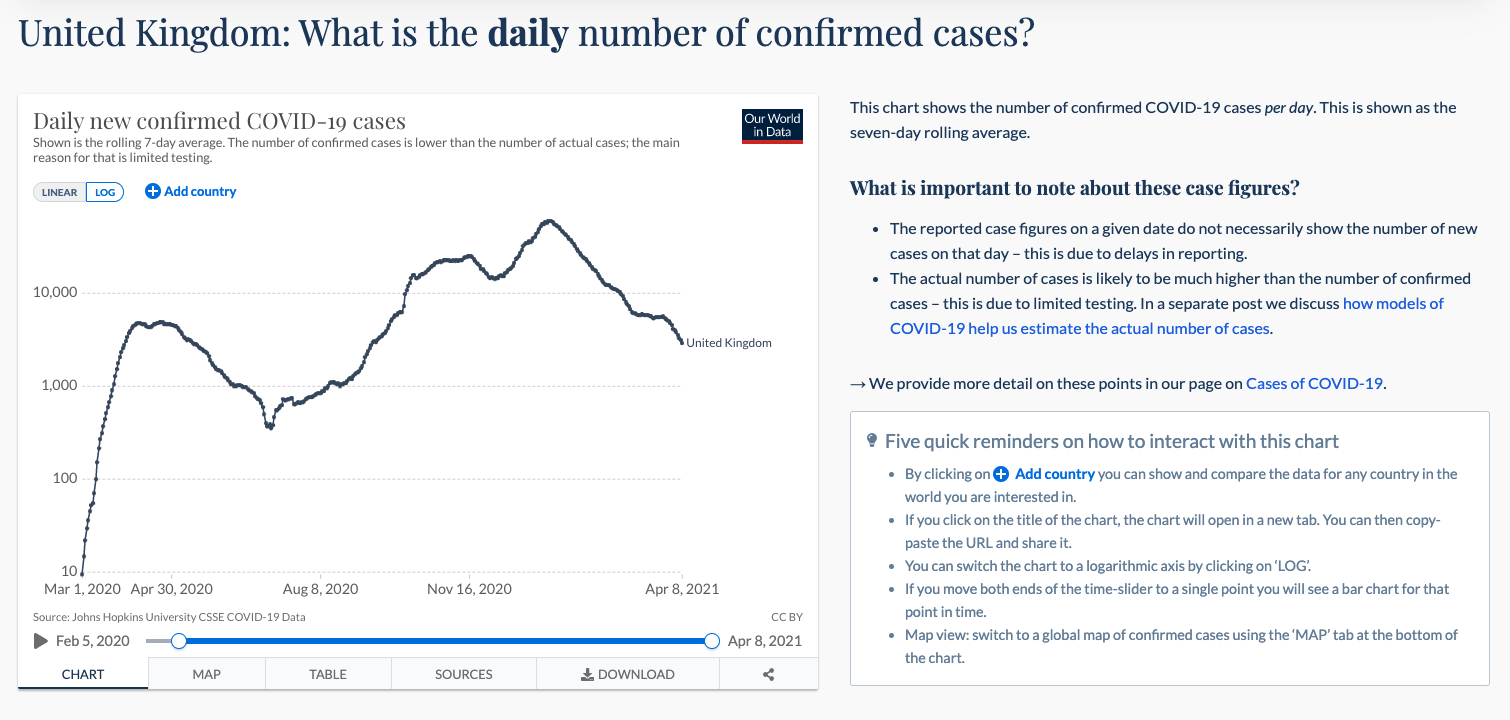 United Kingdom: What is the daily number of confirmed cases?
Daily new confirmed COVID-19 cases
Shown is the rolling 7-day average. The number of confirmed cases is lower than the number of actual cases; the main
reason for that is limited testing.
Our World
in Data
LINEAR LOG Add country
10,000
1,000
100
10
United Kingdom
Mar 1, 2020 Apr 30, 2020 Aug 8, 2020 Nov 16, 2020 Apr 8, 2021
Source: Johns Hopkins University CSSE COVID-19 Data CC BY
Feb 5, 2020 Apr 8, 2021
CHART MAP TABLE SOURCES DOWNLOAD
This chart shows the number of confirmed COVID-19 cases per day. This is shown as the
seven-day rolling average.
What is important to note about these case figures?
• The reported case figures on a given date do not necessarily show the number of new
cases on that day – this is due to delays in reporting.
• The actual number of cases is likely to be much higher than the number of confirmed
cases – this is due to limited testing. In a separate post we discuss how models of
COVID-19 help us estimate the actual number of cases.
→ We provide more detail on these points in our page on Cases of COVID-19.
Five quick reminders on how to interact with this chart
• By clicking on Add country you can show and compare the data for any country in the
world you are interested in.
• If you click on the title of the chart, the chart will open in a new tab. You can then copy-
paste the URL and share it.
• You can switch the chart to a logarithmic axis by clicking on ‘LOG’.
• If you move both ends of the time-slider to a single point you will see a bar chart for that
point in time.
• Map view: switch to a global map of confirmed cases using the ‘MAP’ tab at the bottom of
the chart.